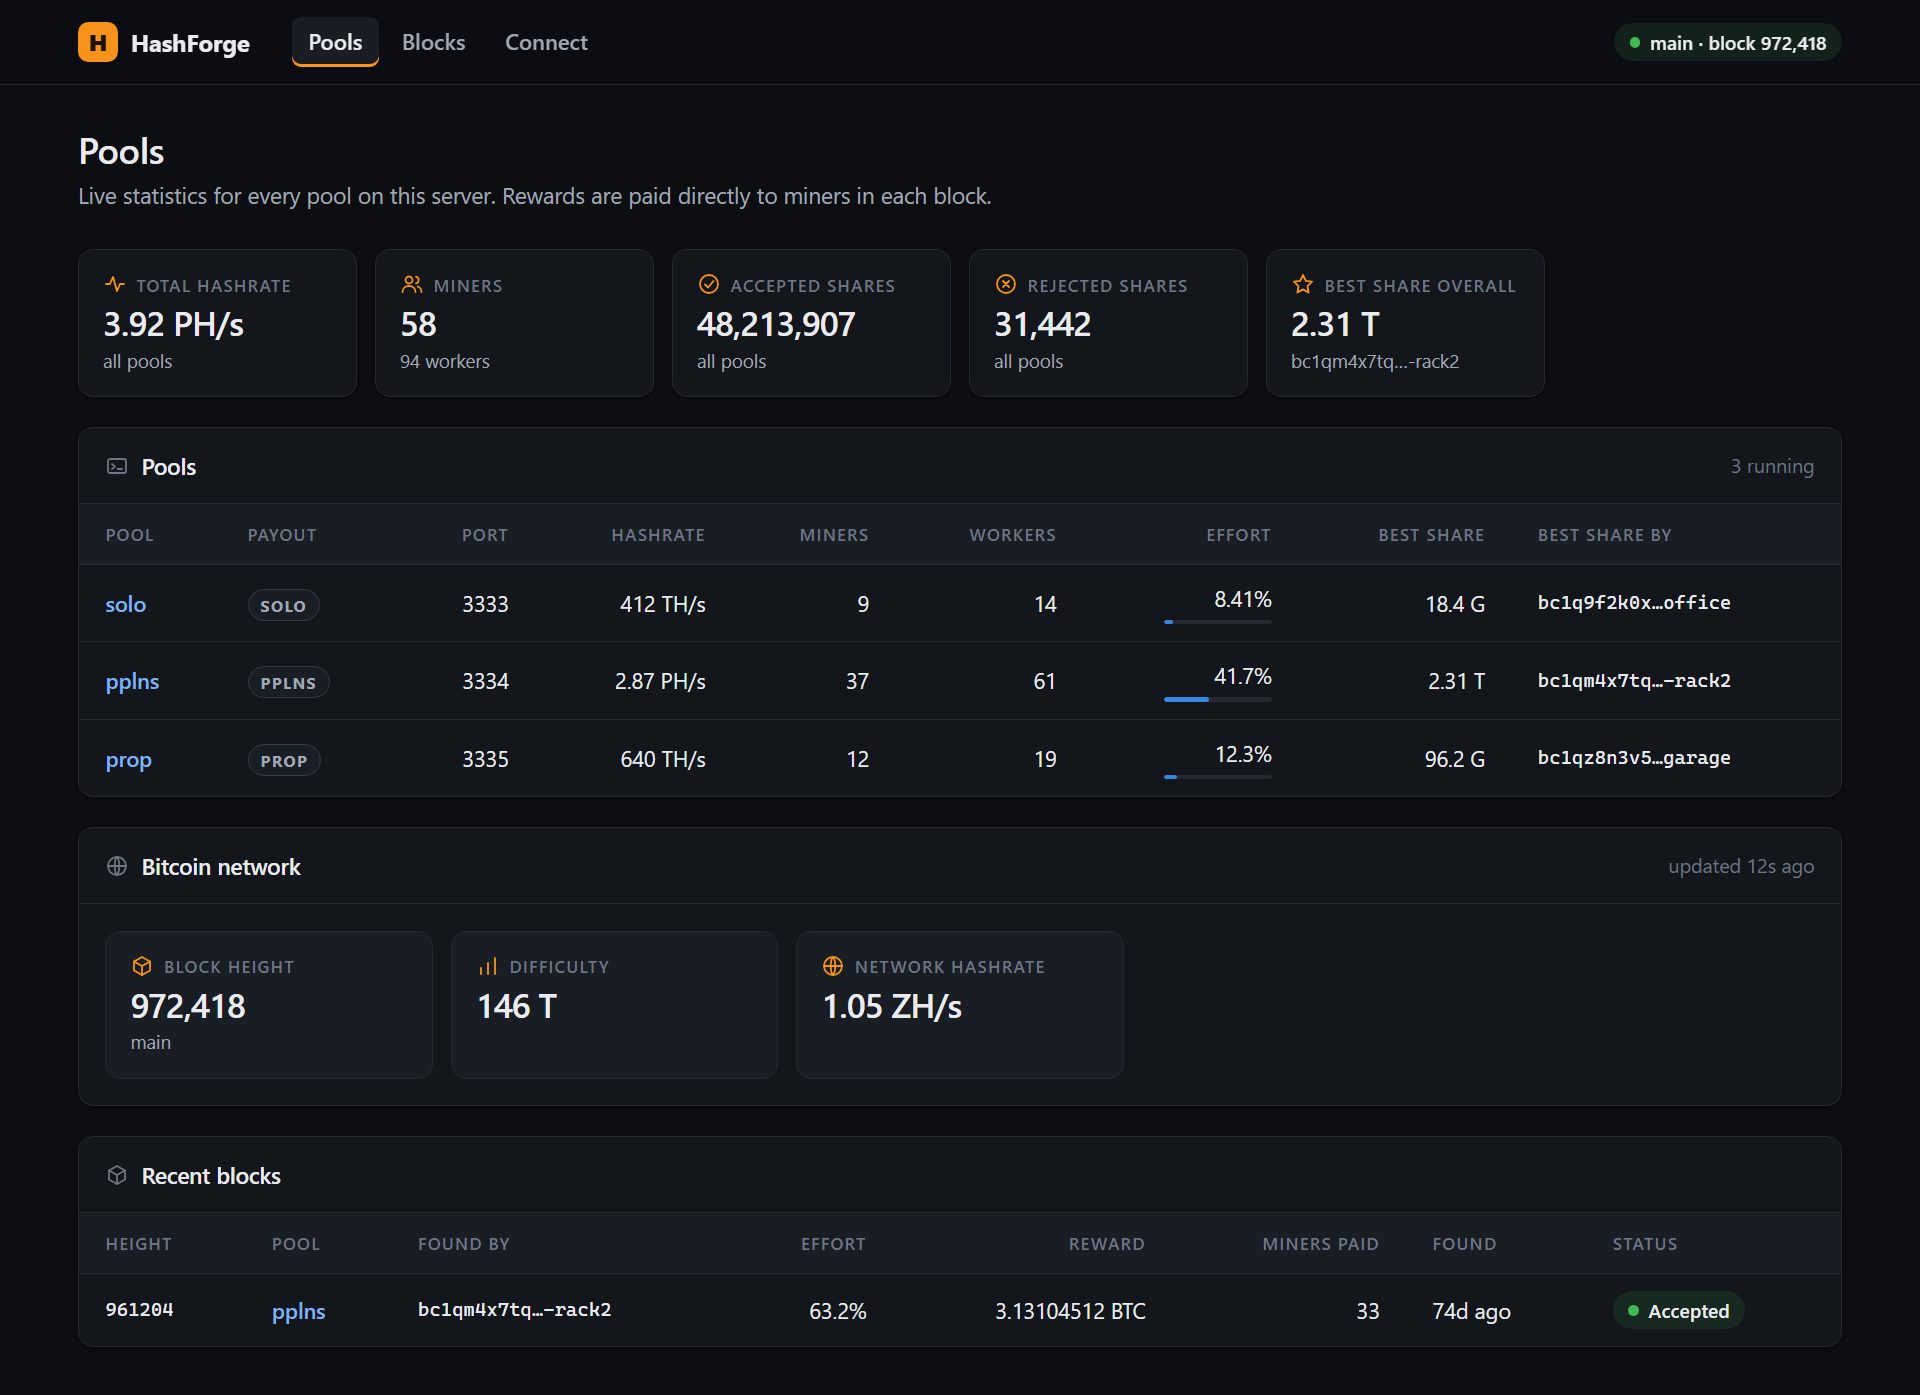 H HashForge Pools Blocks Connect main · block 972,418
Pools
Live statistics for every pool on this server. Rewards are paid directly to miners in each block.
TOTAL HASHRATE
3.92 PH/s
all pools
MINERS
58
94 workers
ACCEPTED SHARES
48,213,907
all pools
REJECTED SHARES
31,442
all pools
BEST SHARE OVERALL
2.31 T
bc1qm4x7tq…-rack2
Pools 3 running
POOL PAYOUT PORT HASHRATE MINERS WORKERS EFFORT BEST SHARE BEST SHARE BY
solo SOLO 3333 412 TH/s 9 14 8.41% 18.4 G bc1q9f2k0x…office
pplns PPLNS 3334 2.87 PH/s 37 61 41.7% 2.31 T bc1qm4x7tq…-rack2
prop PROP 3335 640 TH/s 12 19 12.3% 96.2 G bc1qz8n3v5…garage
Bitcoin network updated 12s ago
BLOCK HEIGHT
972,418
main
DIFFICULTY
146 T
NETWORK HASHRATE
1.05 ZH/s
Recent blocks
HEIGHT POOL FOUND BY EFFORT REWARD MINERS PAID FOUND STATUS
961204 pplns bc1qm4x7tq…-rack2 63.2% 3.13104512 BTC 33 74d ago Accepted